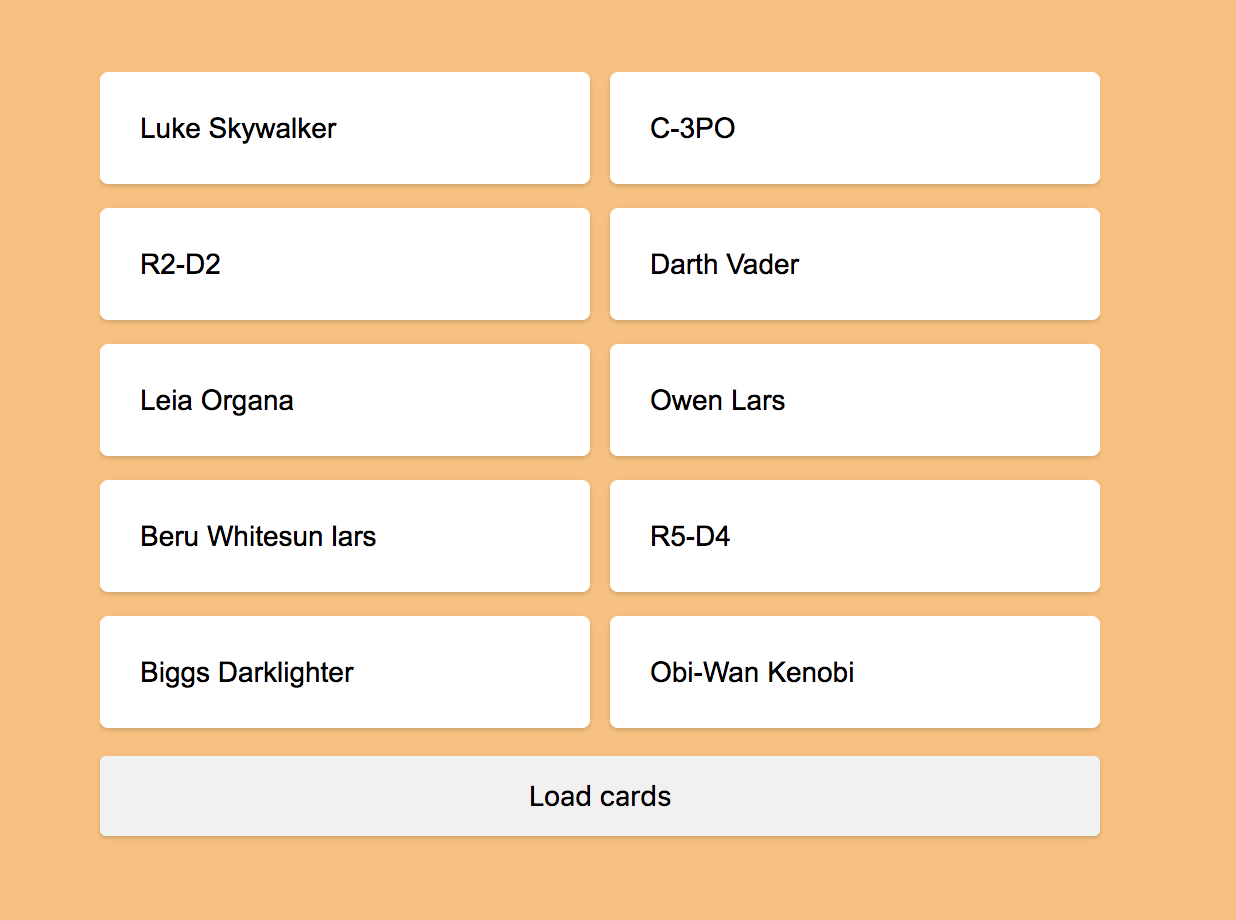 Luke Skywalker
C-3PO
R2-D2
Darth Vader
Leia Organa
Owen Lars
Beru Whitesun lars
R5-D4
Biggs Darklighter
Obi-Wan Kenobi
Load cards